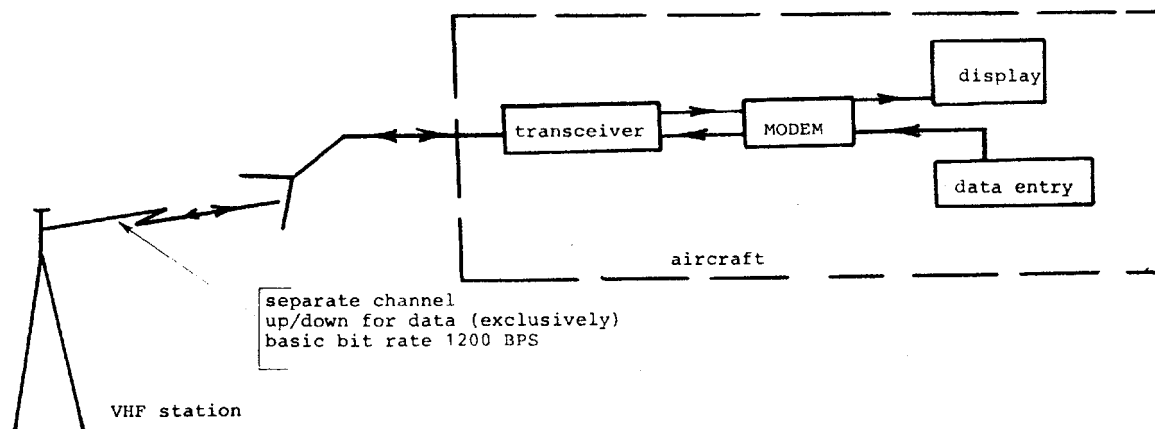 display
transceiver
MODEM
data entry
aircraft
separate channel
up/down for data (exclusively)
basic bit rate 1200 BPS
VHF station